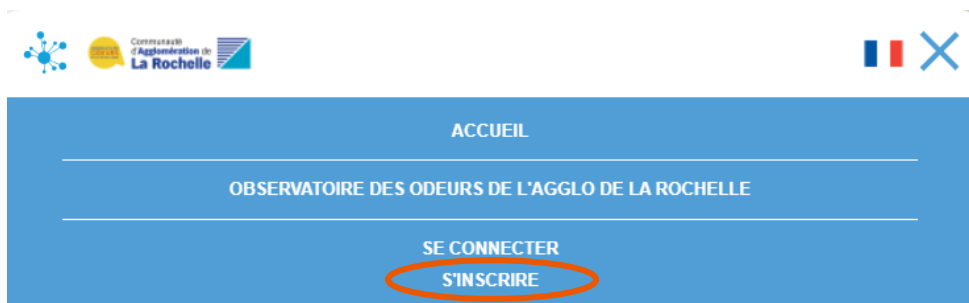 Communauté
d'Agglomération de
La Rochelle
ACCUEIL
OBSERVATOIRE DES ODEURS DE L'AGGLO DE LA ROCHELLE
SE CONNECTER
S'INSCRIRE